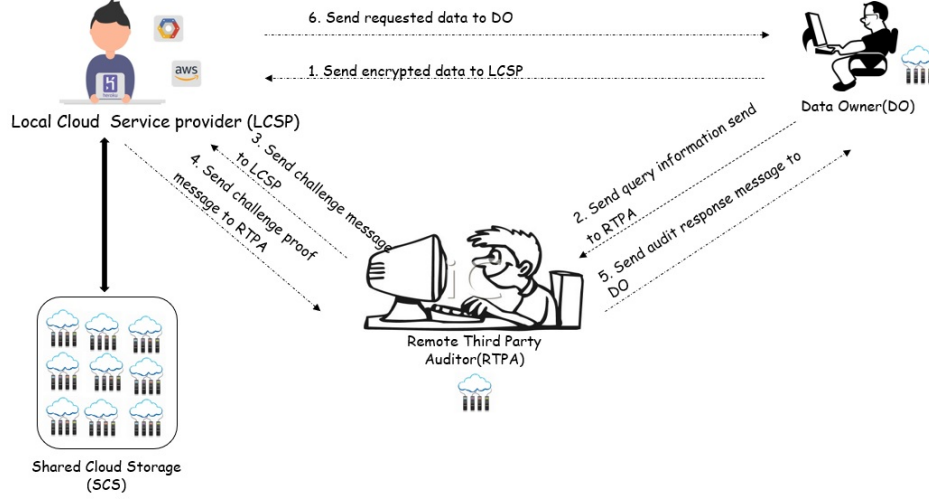 6. Send requested data to DO
1. Send encrypted data to LCSP
aws
Local Cloud Service provider (LCSP)
Data Owner(DO)
3. Send challenge message
to LCSP
4. Send challenge proof
message to RTPA
2. Send query information send
to RTPA
5. Send audit response message to
DO
Remote Third Party
Auditor(RTPA)
Shared Cloud Storage
(SCS)